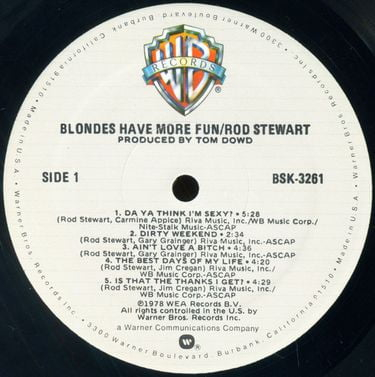 WB
RECORDS
Made in U.S.A. • Warner Bros. Records Inc. • 3300 Warner Boulevard, Burbank, California 91510 •
BLONDES HAVE MORE FUN/ROD STEWART
PRODUCED BY TOM DOWD
SIDE 1
BSK-3261
1. DA YA THINK I'M SEXY? • 5:28
(Rod Stewart, Carmine Appice) Riva Music, Inc./WB Music Corp./
Nite-Stalk Music-ASCAP
2. DIRTY WEEKEND • 2:34
(Rod Stewart, Gary Grainger) Riva Music, Inc.-ASCAP
3. AIN'T LOVE A BITCH • 4:36
(Rod Stewart, Gary Grainger) Riva Music, Inc.-ASCAP
4. THE BEST DAYS OF MY LIFE • 4:20
(Rod Stewart, Jim Cregan) Riva Music, Inc./
WB Music Corp.-ASCAP
5. IS THAT THE THANKS I GET? • 4:29
(Rod Stewart, Jim Cregan) Riva Music, Inc./
WB Music Corp.-ASCAP
℗1978 WEA Records B.V.
All rights controlled in the U.S. by
Warner Bros. Records Inc.
a Warner Communications Company